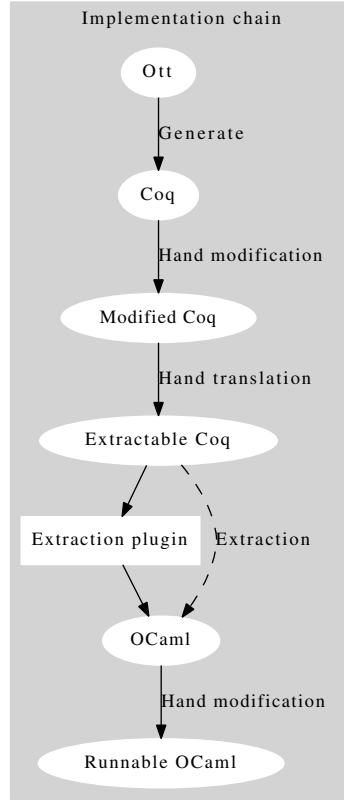 Implementation chain
Ott
Generate
Coq
Hand modification
Modified Coq
Hand translation
Extractable Coq
Extraction plugin
Extraction
OCaml
Hand modification
Runnable OCaml